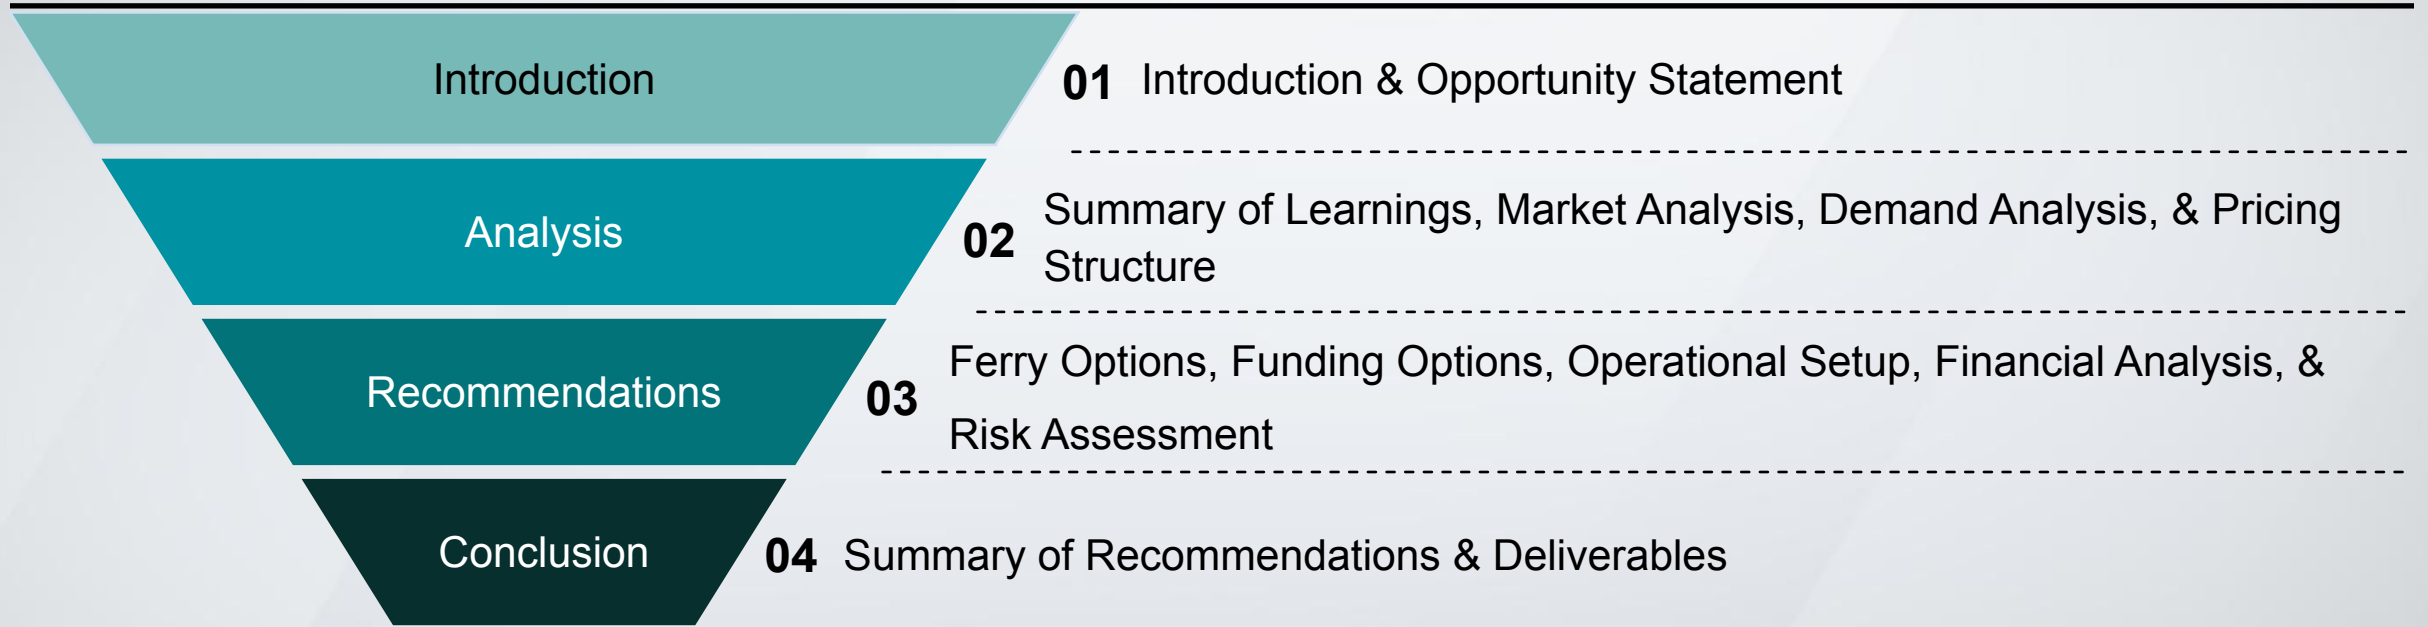 Introduction
01 Introduction & Opportunity Statement
Analysis
02 Summary of Learnings, Market Analysis, Demand Analysis, & Pricing
Structure
Recommendations
03 Ferry Options, Funding Options, Operational Setup, Financial Analysis, &
Risk Assessment
Conclusion
04 Summary of Recommendations & Deliverables